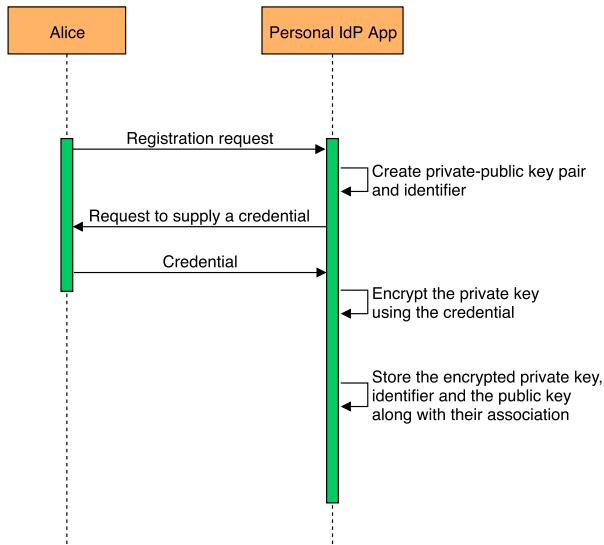 Alice
Personal IdP App
Registration request
Create private-public key pair
and identifier
Request to supply a credential
Credential
Encrypt the private key
using the credential
Store the encrypted private key,
identifier and the public key
along with their association